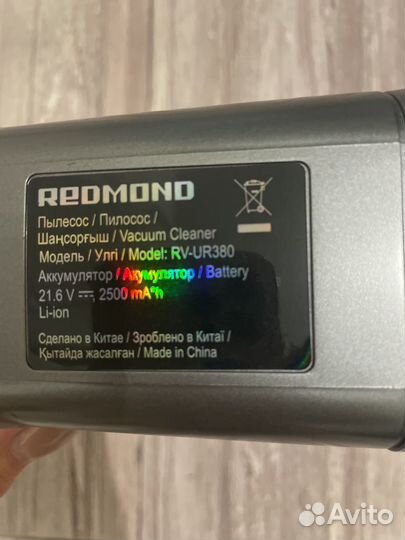 REDMOND
Пылесос / Пилосос /
Шаңсорғыш / Vacuum Cleaner
Модель / Үлгі / Model: RV-UR380
Аккумулятор / Акумулятор / Battery
21.6 V ⎓, 2500 mA*h
Li-ion
Сделано в Китае / Зроблено в Китаї /
Қытайда жасалған / Made in China
Avito